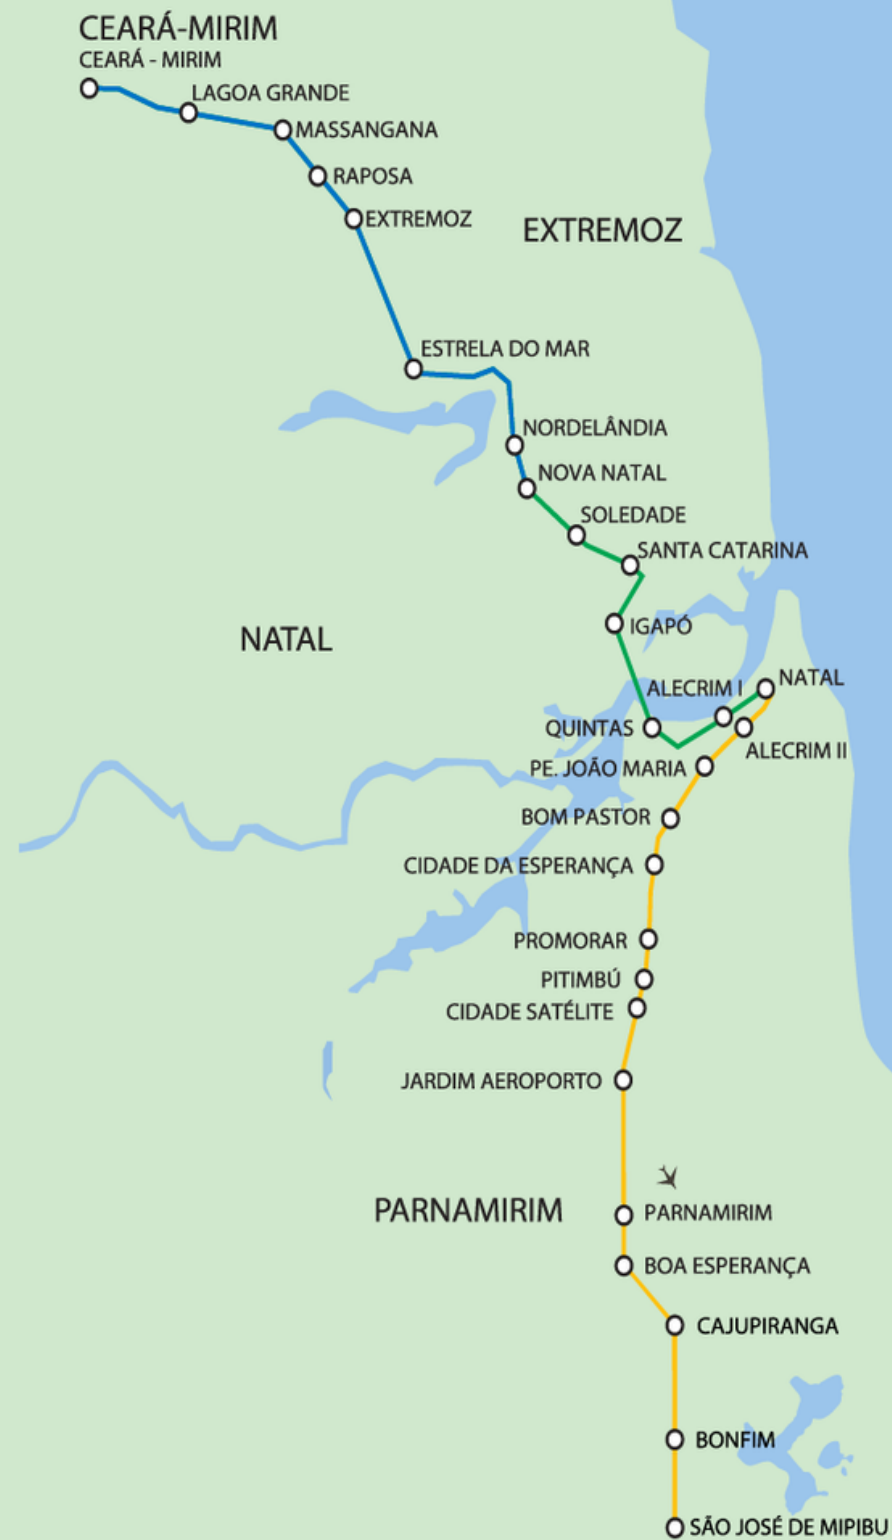 CEARÁ-MIRIM
CEARÁ - MIRIM
LAGOA GRANDE
MASSANGANA
RAPOSA
EXTREMOZ
EXTREMOZ
ESTRELA DO MAR
NORDELÂNDIA
NOVA NATAL
SOLEDADE
SANTA CATARINA
IGAPÓ
NATAL
ALECRIM I
NATAL
QUINTAS
ALECRIM II
PE. JOÃO MARIA
BOM PASTOR
CIDADE DA ESPERANÇA
PROMORAR
PITIMBÚ
CIDADE SATÉLITE
JARDIM AEROPORTO
PARNAMIRIM
PARNAMIRIM
BOA ESPERANÇA
CAJUPIRANGA
BONFIM
SÃO JOSÉ DE MIPIBU